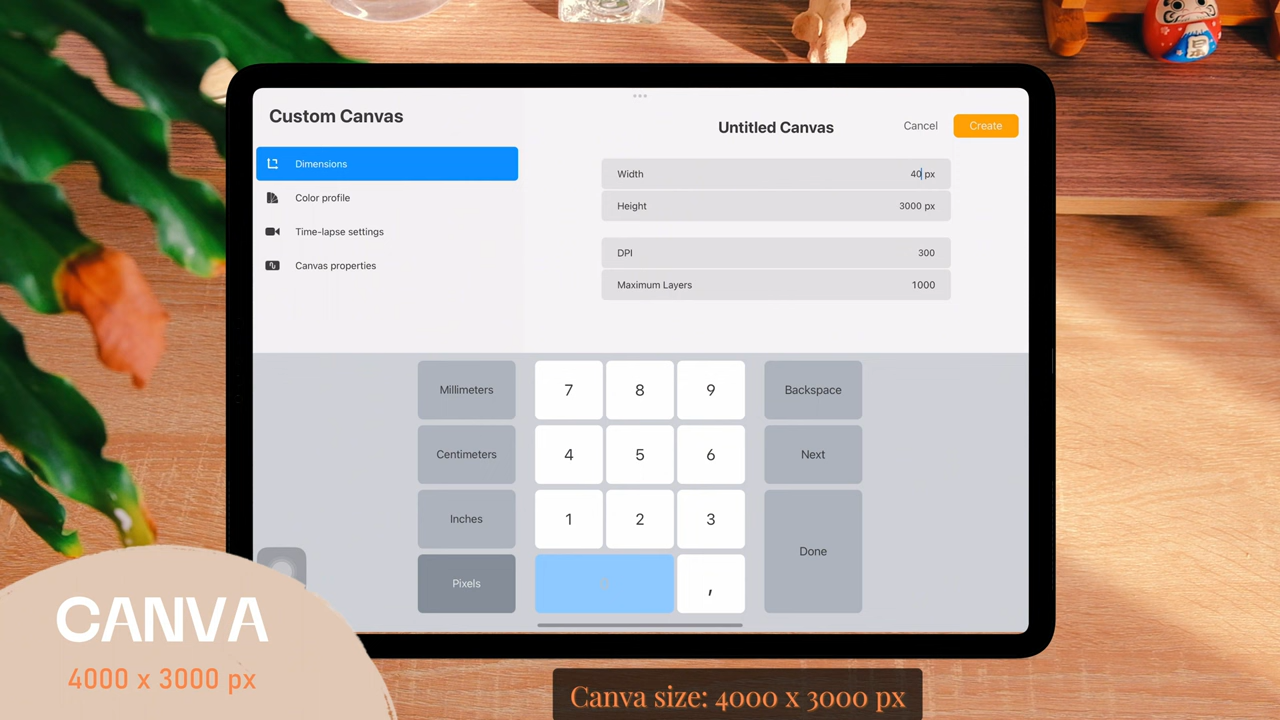 Custom Canvas
Untitled Canvas
Cancel
Create
Dimensions
Color profile
Time-lapse settings
Canvas properties
Width 40 px
Height 3000 px
DPI 300
Maximum Layers 1000
Millimeters 7 8 9 Backspace
Centimeters 4 5 6 Next
Inches 1 2 3 Done
Pixels ,
CANVA
4000 x 3000 px
Canva size: 4000 x 3000 px